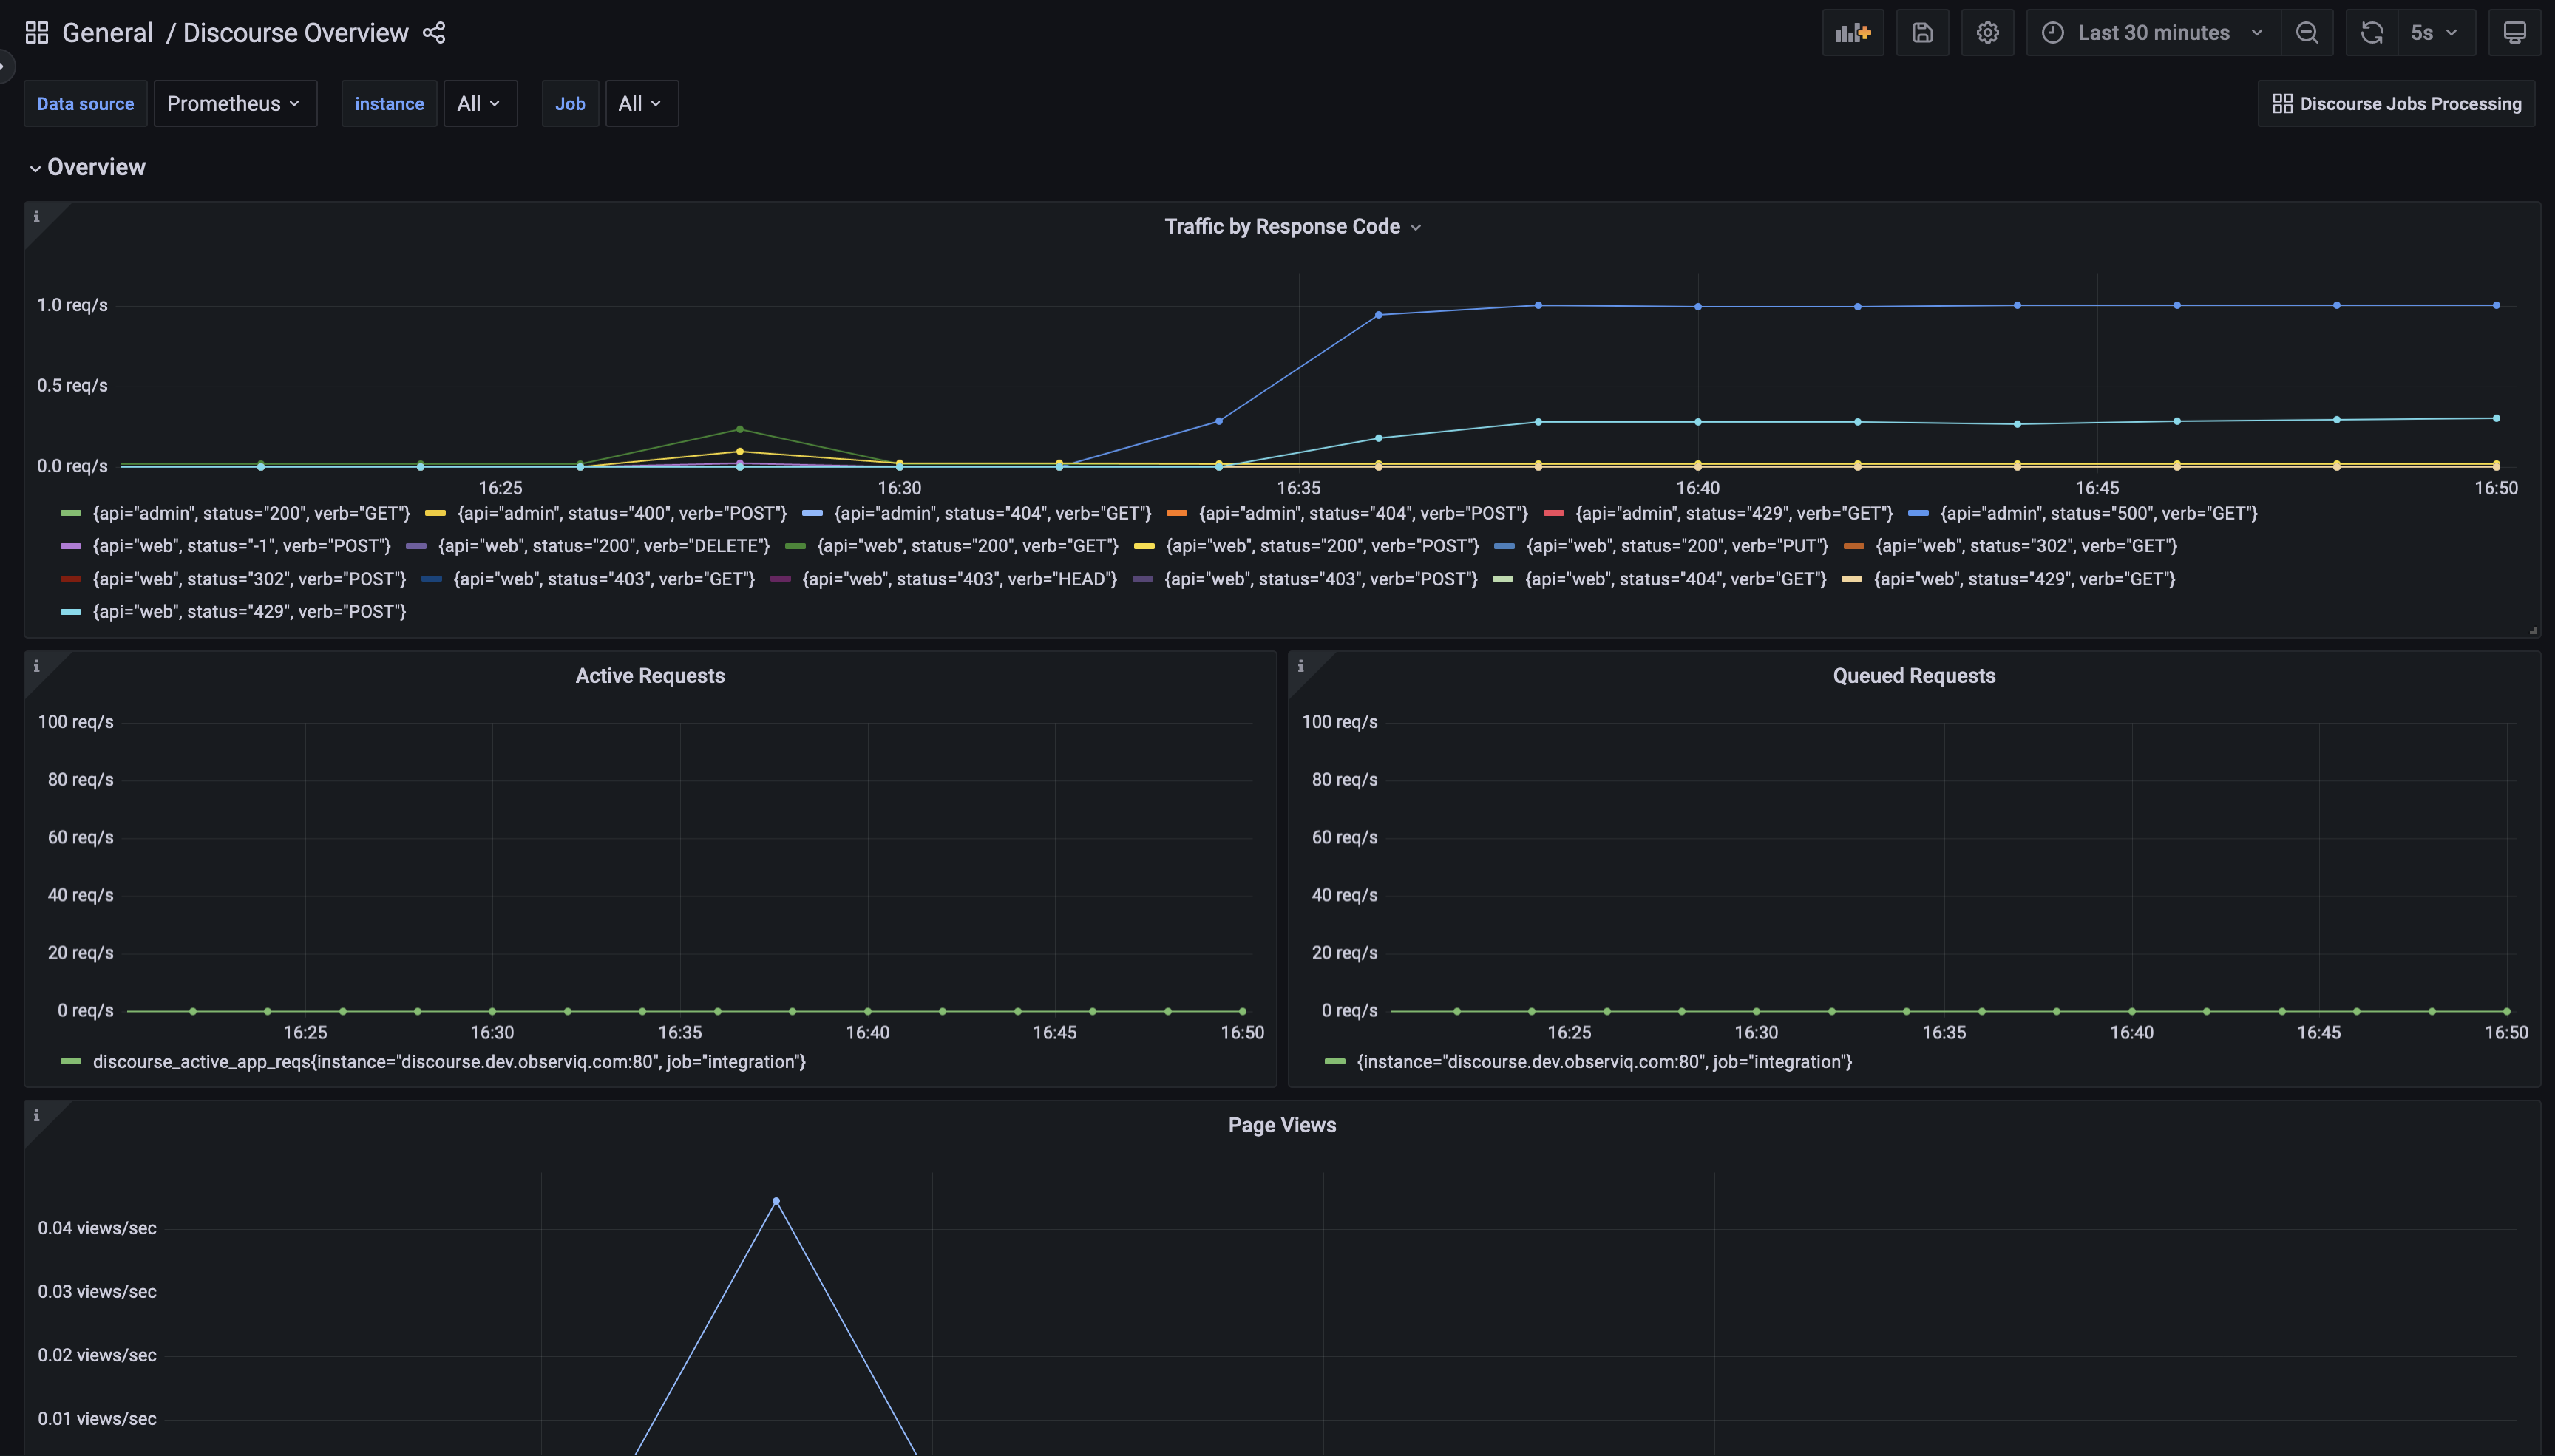 General / Discourse Overview
Last 30 minutes
5s
Data source Prometheus instance All Job All
Discourse Jobs Processing
Overview
Traffic by Response Code
1.0 req/s
0.5 req/s
0.0 req/s
16:25 16:30 16:35 16:40 16:45 16:50
{api="admin", status="200", verb="GET"} {api="admin", status="400", verb="POST"} {api="admin", status="404", verb="GET"} {api="admin", status="404", verb="POST"} {api="admin", status="429", verb="GET"} {api="admin", status="500", verb="GET"}
{api="web", status="-1", verb="POST"} {api="web", status="200", verb="DELETE"} {api="web", status="200", verb="GET"} {api="web", status="200", verb="POST"} {api="web", status="200", verb="PUT"} {api="web", status="302", verb="GET"}
{api="web", status="302", verb="POST"} {api="web", status="403", verb="GET"} {api="web", status="403", verb="HEAD"} {api="web", status="403", verb="POST"} {api="web", status="404", verb="GET"} {api="web", status="429", verb="GET"}
{api="web", status="429", verb="POST"}
Active Requests
100 req/s
80 req/s
60 req/s
40 req/s
20 req/s
0 req/s
16:25 16:30 16:35 16:40 16:45 16:50
discourse_active_app_reqs{instance="discourse.dev.observiq.com:80", job="integration"}
Queued Requests
100 req/s
80 req/s
60 req/s
40 req/s
20 req/s
0 req/s
16:25 16:30 16:35 16:40 16:45 16:50
{instance="discourse.dev.observiq.com:80", job="integration"}
Page Views
0.04 views/sec
0.03 views/sec
0.02 views/sec
0.01 views/sec